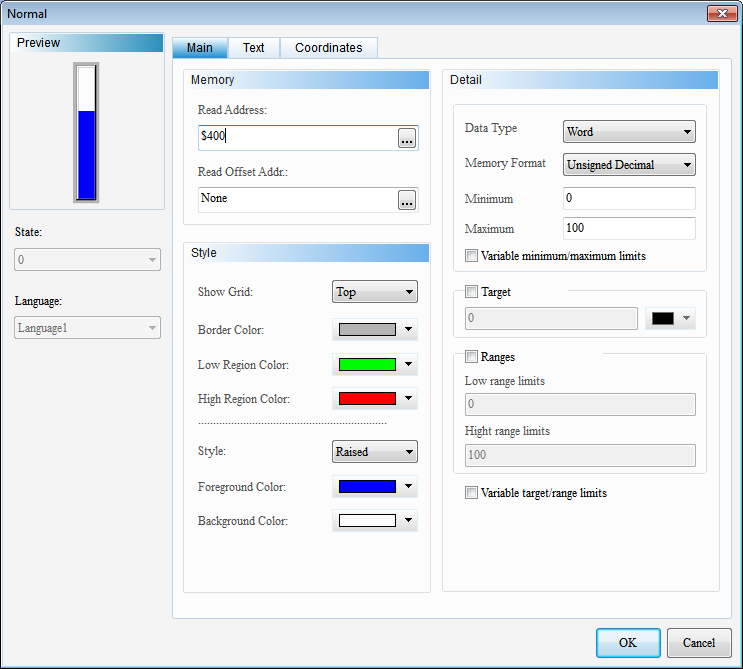 Normal
Preview
State:
0
Language:
Language1
Main Text Coordinates
Memory
Read Address:
$400
...
Read Offset Addr.:
None
...
Style
Show Grid: Top
Border Color:
Low Region Color:
High Region Color:
Style: Raised
Foreground Color:
Background Color:
Detail
Data Type Word
Memory Format Unsigned Decimal
Minimum 0
Maximum 100
Variable minimum/maximum limits
Target
0
Ranges
Low range limits
0
Hight range limits
100
Variable target/range limits
OK Cancel